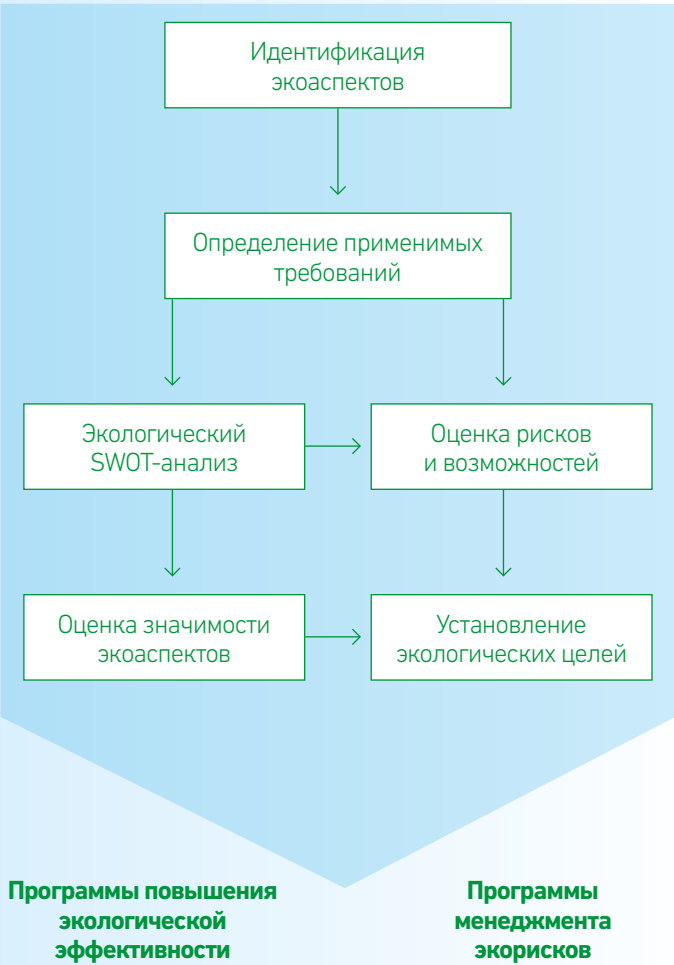 Идентификация
экоаспектов
Определение применимых
требований
Экологический
SWOT-анализ
Оценка рисков
и возможностей
Оценка значимости
экоаспектов
Установление
экологических целей
Программы повышения
экологической
эффективности
Программы
менеджмента
экорисков